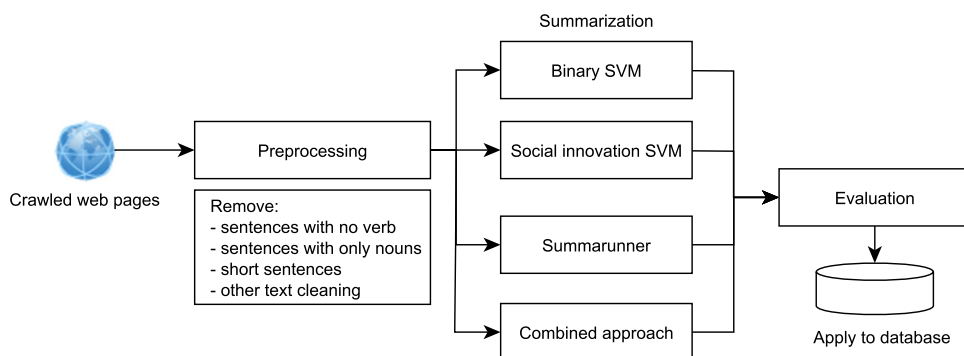 Summarization
Binary SVM
Social innovation SVM
Summarunner
Combined approach
Crawled web pages
Preprocessing
Remove:
- sentences with no verb
- sentences with only nouns
- short sentences
- other text cleaning
Evaluation
Apply to database